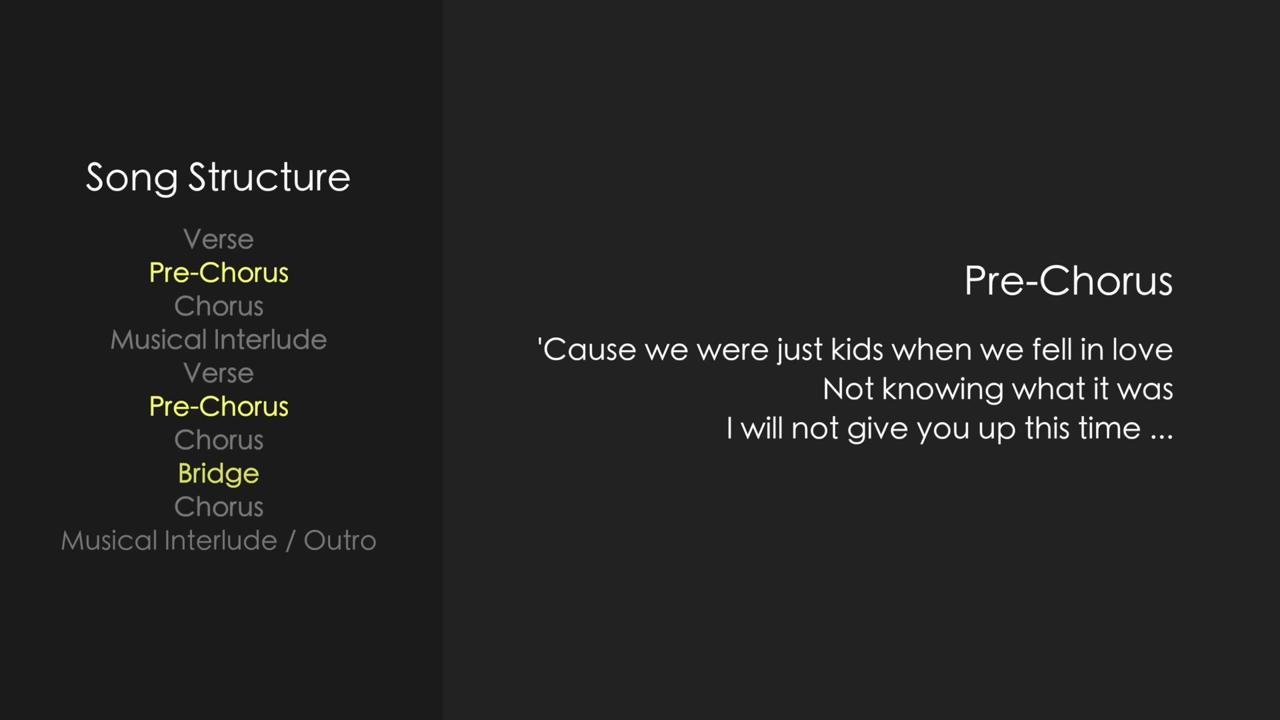 Song Structure
Verse
Pre-Chorus
Chorus
Musical Interlude
Verse
Pre-Chorus
Chorus
Bridge
Chorus
Musical Interlude / Outro
Pre-Chorus
'Cause we were just kids when we fell in love
Not knowing what it was
I will not give you up this time ...